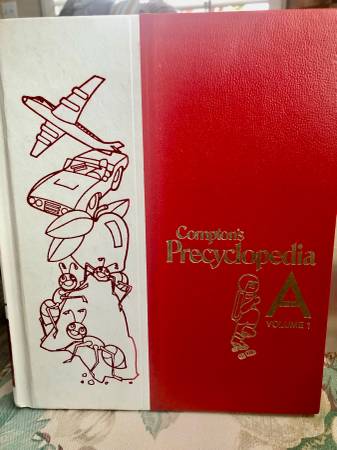 Compton's
Precyclopedia
A
VOLUME 1